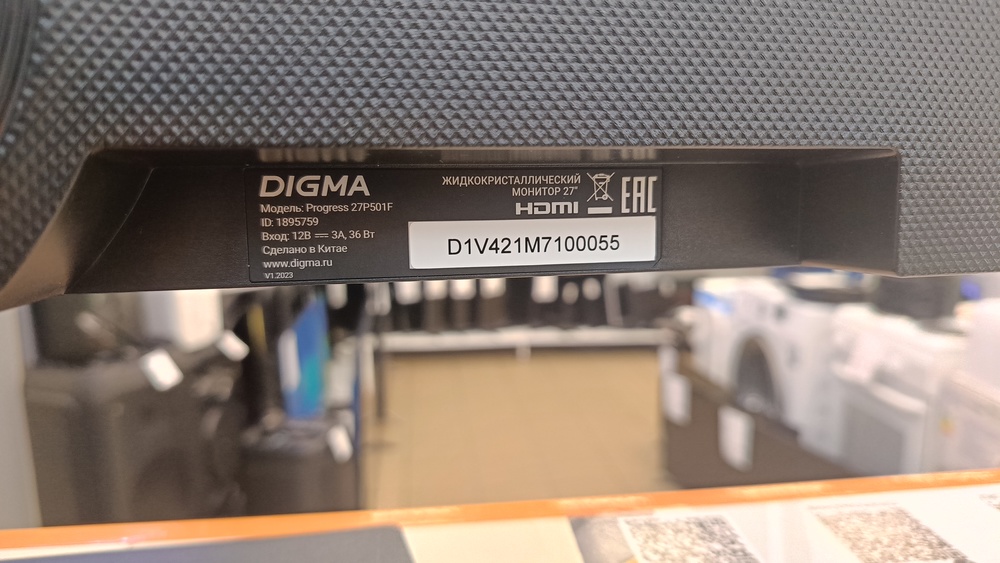 DIGMA
Модель: Progress 27P501F
ID: 1895759
Вход: 12В ⎓ 3А, 36 Вт
Сделано в Китае
www.digma.ru
V1.2023
ЖИДКОКРИСТАЛЛИЧЕСКИЙ
МОНИТОР 27"
HDMI
EAC
D1V421M7100055